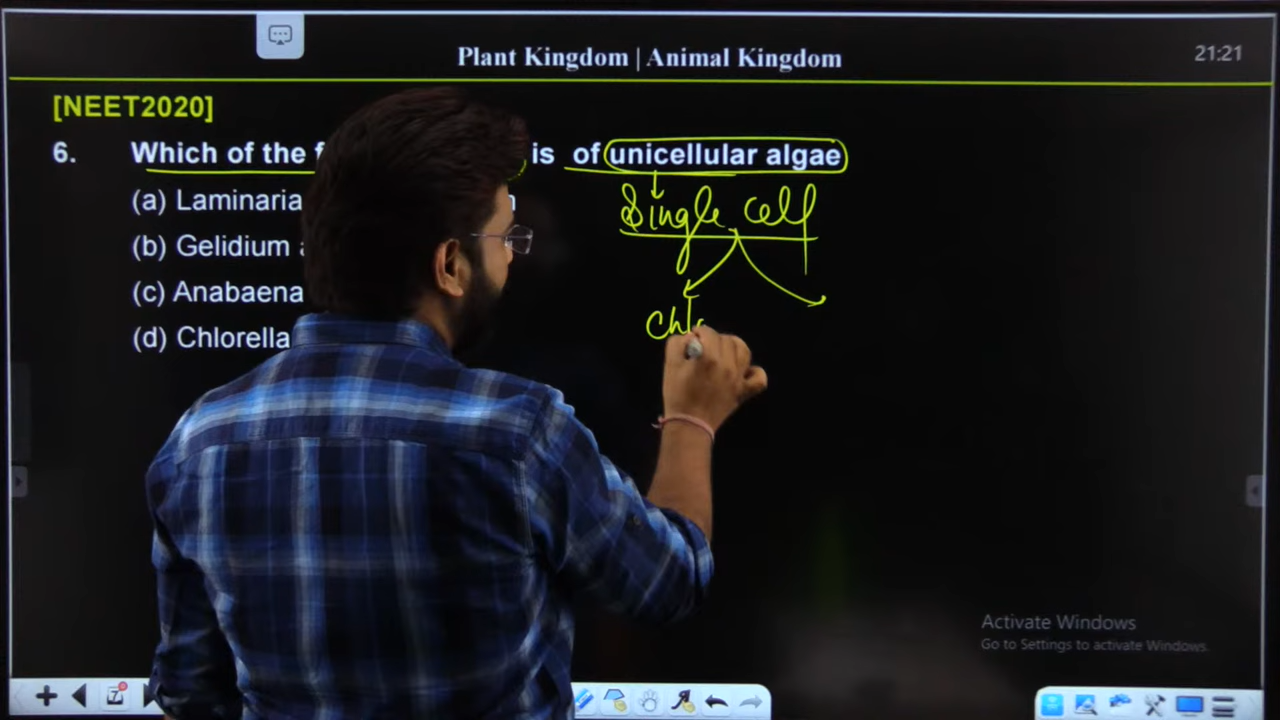 Plant Kingdom | Animal Kingdom
21:21
[NEET2020]
6. Which of the is of unicellular algae
(a) Laminaria
(b) Gelidium
(c) Anabaena
(d) Chlorella
Single cell
Chlo
Activate Windows
Go to Settings to activate Windows.